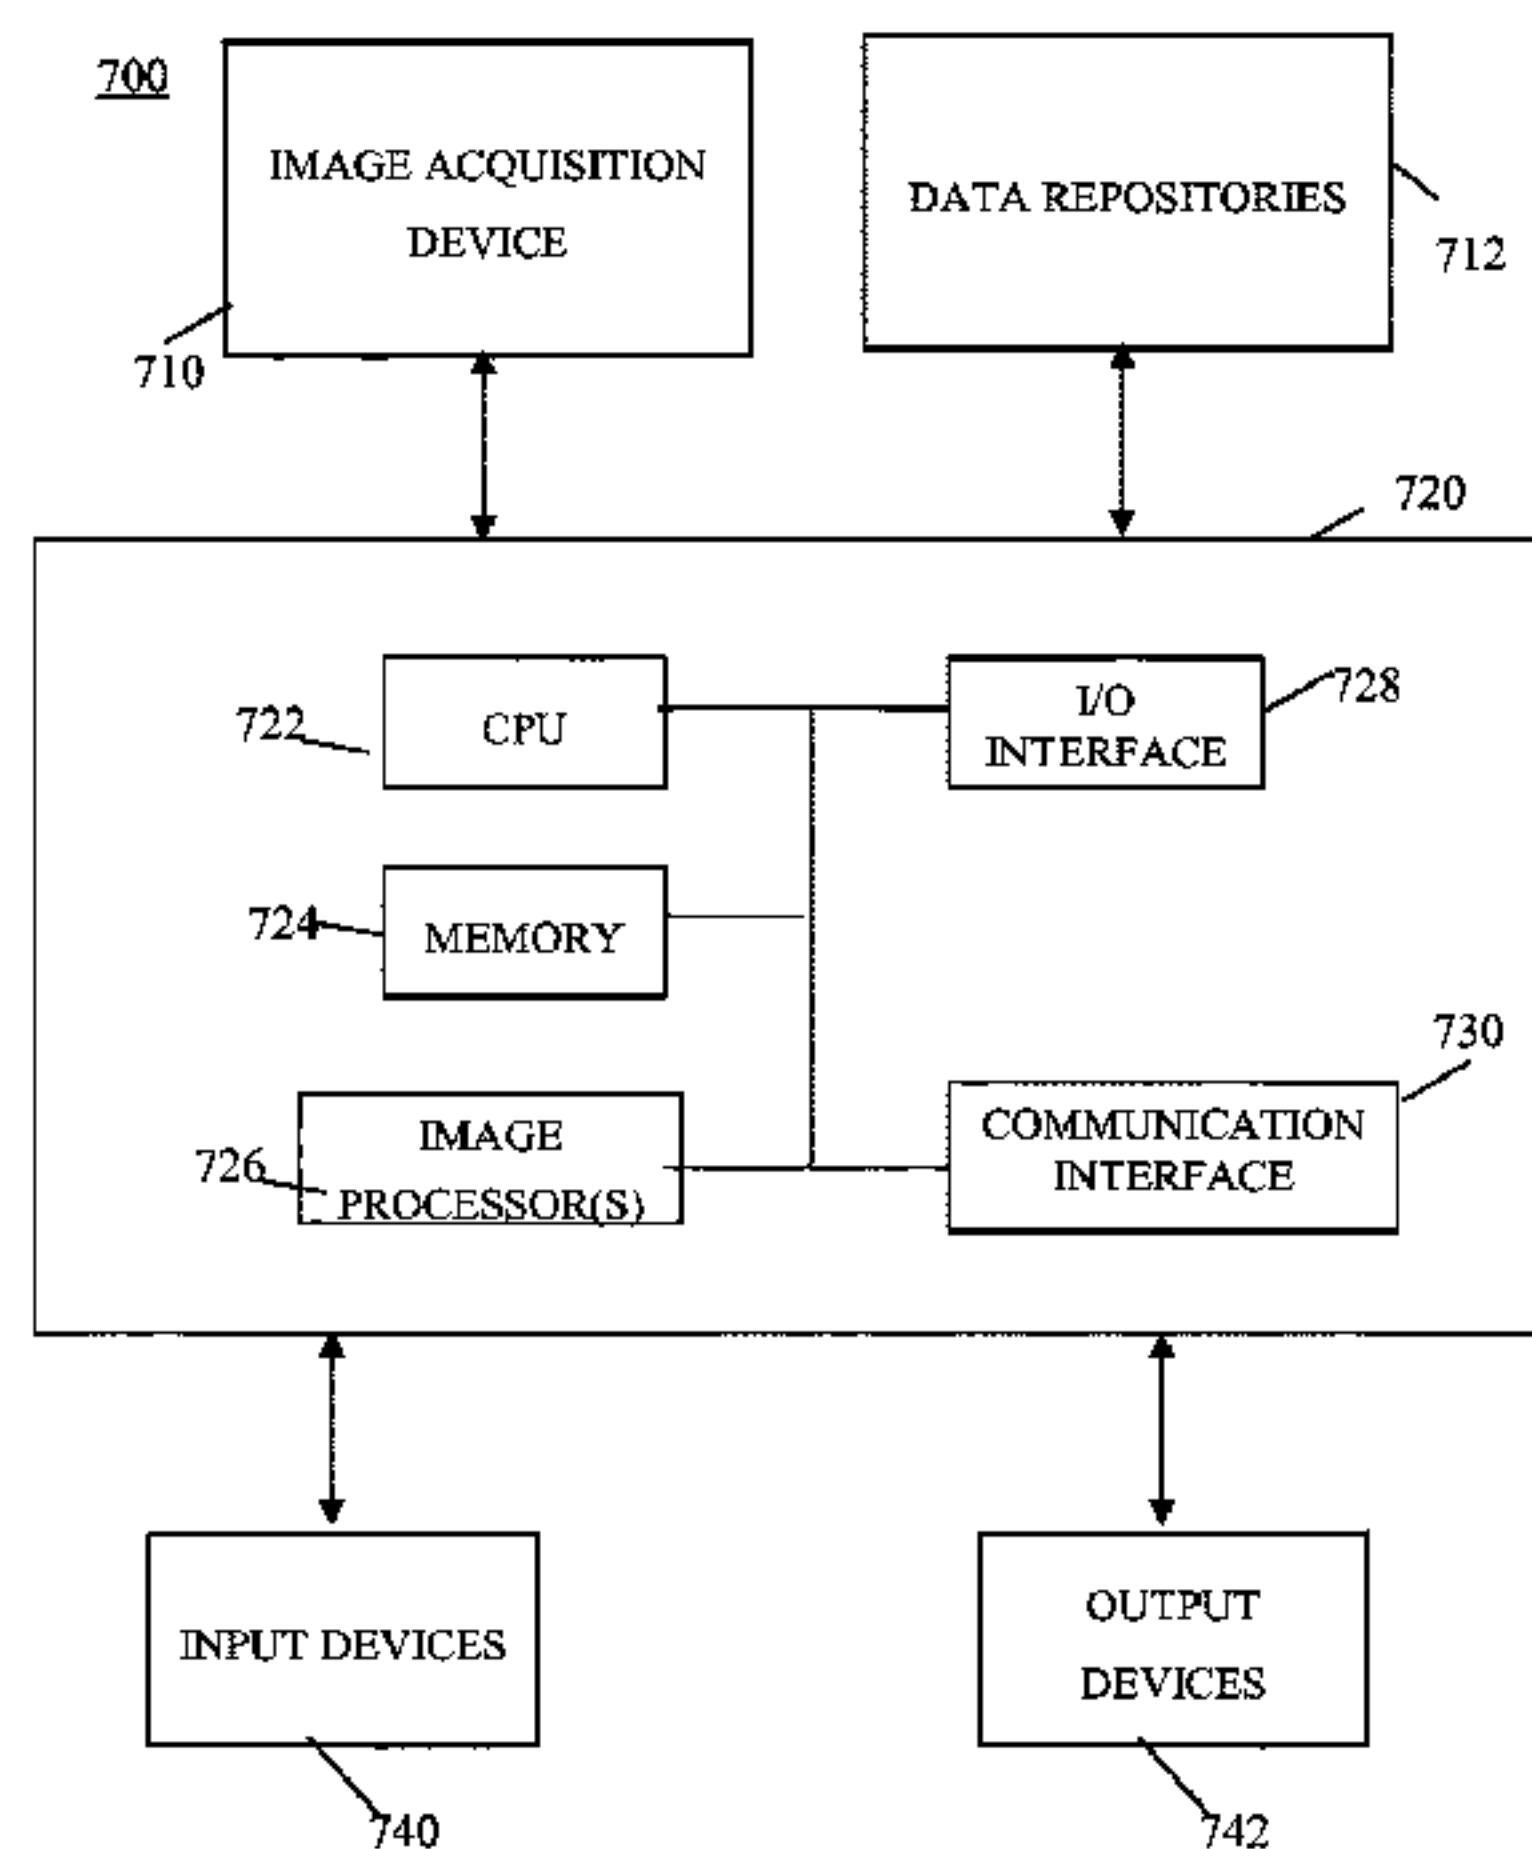 700
IMAGE ACQUISITION
DEVICE
710
DATA REPOSITORIES
712
720
722
CPU
I/O
INTERFACE
728
724
MEMORY
730
726
IMAGE
PROCESSOR(S)
COMMUNICATION
INTERFACE
INPUT DEVICES
740
OUTPUT
DEVICES
742